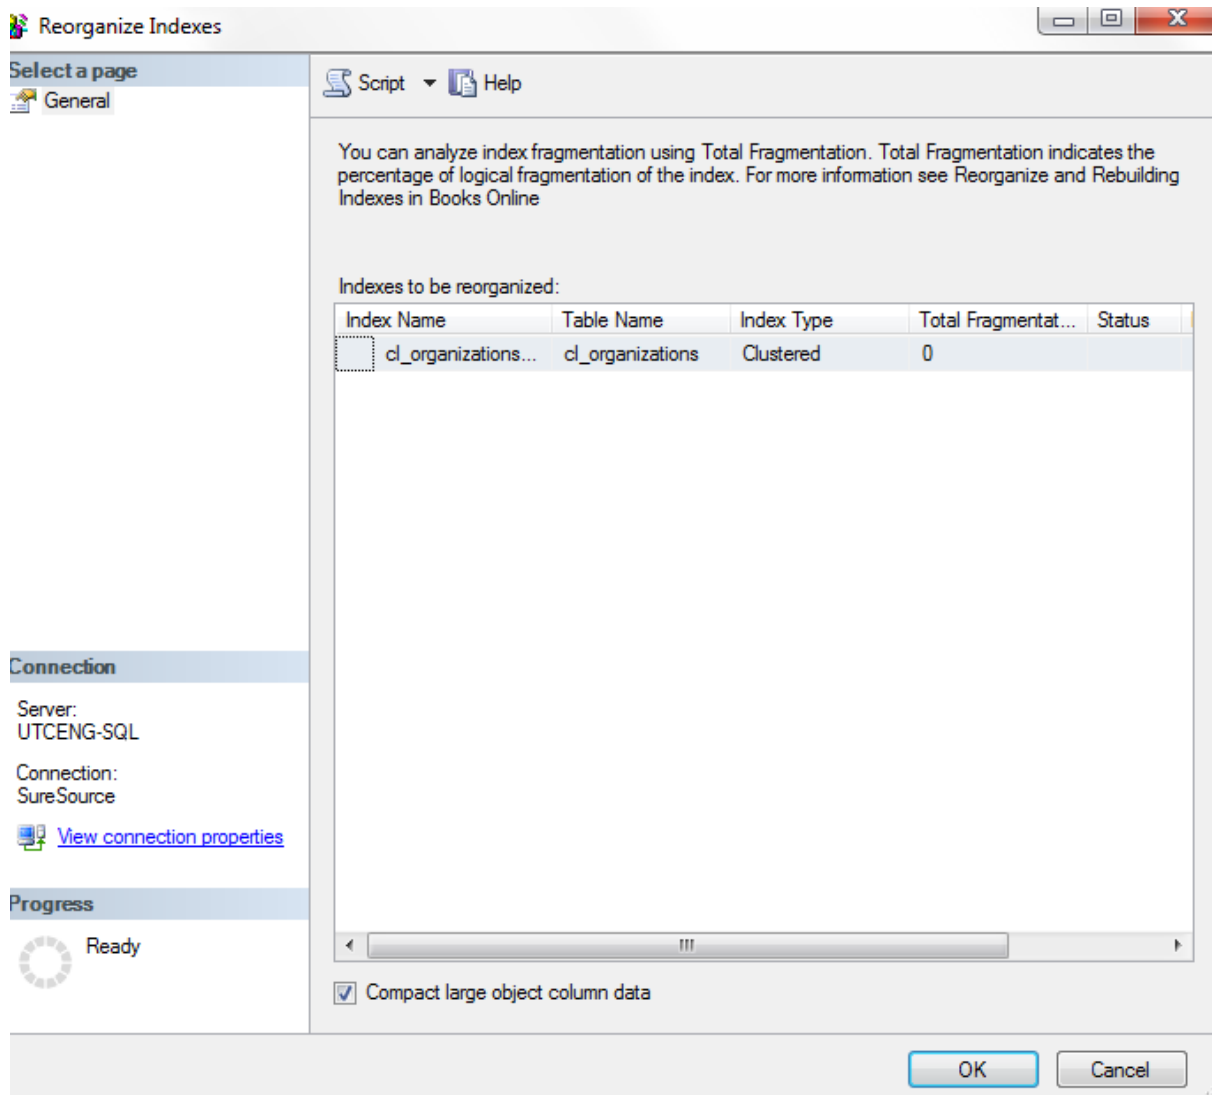 Reorganize Indexes
Select a page
General
Script
Help
You can analyze index fragmentation using Total Fragmentation. Total Fragmentation indicates the
percentage of logical fragmentation of the index. For more information see Reorganize and Rebuilding
Indexes in Books Online
Indexes to be reorganized:
Index Name Table Name Index Type Total Fragmentat... Status
cl_organizations... cl_organizations Clustered 0
Connection
Server:
UTCENG-SQL
Connection:
SureSource
View connection properties
Progress
Ready
Compact large object column data
OK Cancel